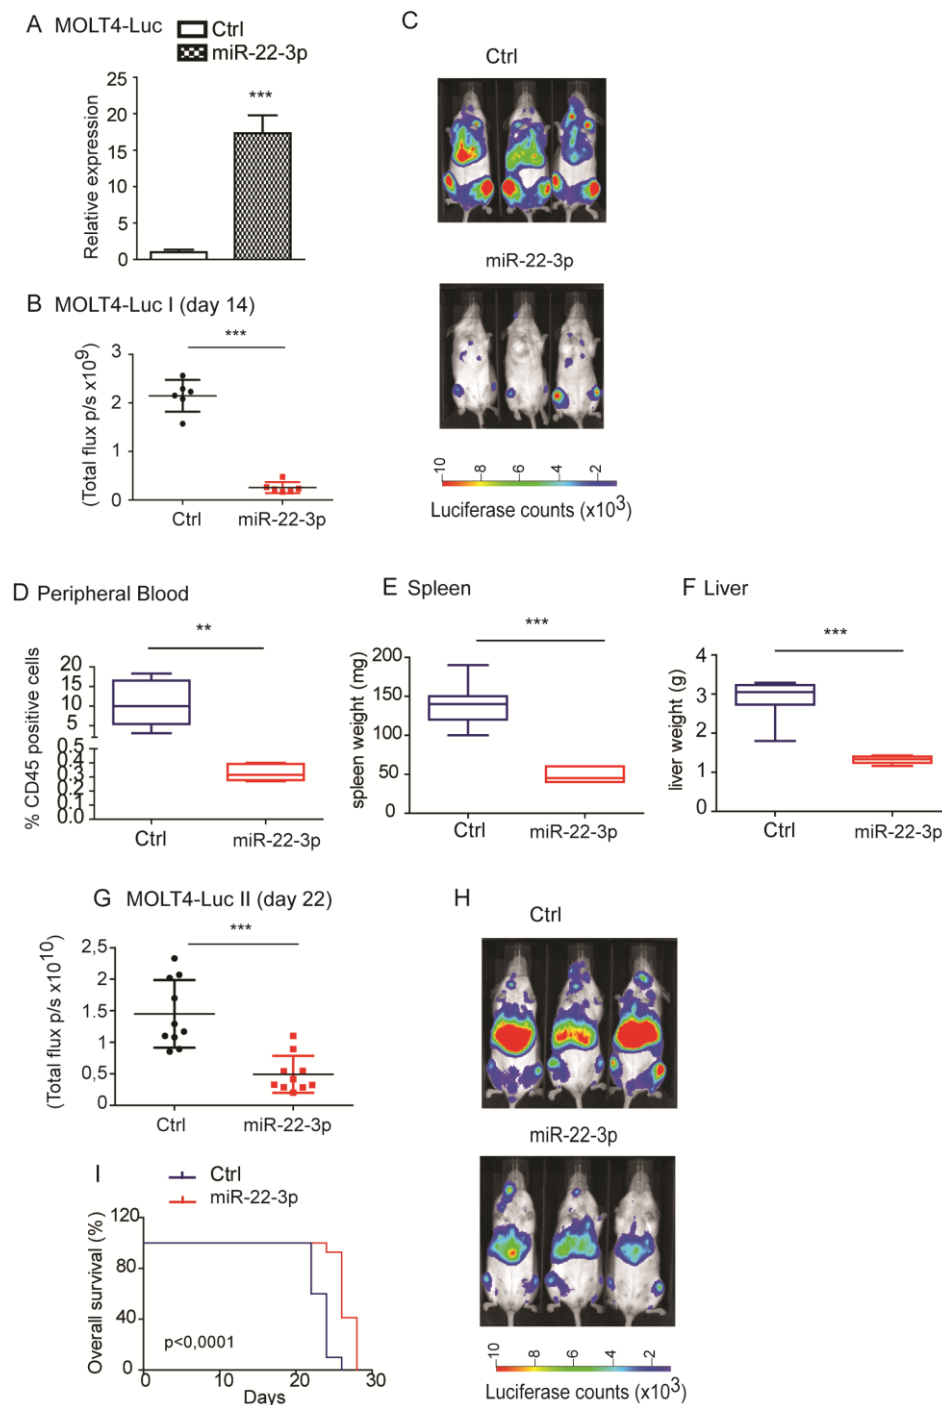 A MOLT4-Luc
Ctrl
miR-22-3p
Relative expression
25
20
15
10
5
0
***
B MOLT4-Luc I (day 14)
***
(Total flux p/s x10⁹)
3
2
1
0
Ctrl miR-22-3p
C
Ctrl
miR-22-3p
10 8 6 4 2
Luciferase counts (x10³)
D Peripheral Blood
**
% CD45 positive cells
20
15
10
5
0.5
0.4
0.3
0.2
0.1
0.0
Ctrl miR-22-3p
E Spleen
***
spleen weight (mg)
200
150
100
50
0
Ctrl miR-22-3p
F Liver
***
liver weight (g)
4
3
2
1
0
Ctrl miR-22-3p
G MOLT4-Luc II (day 22)
***
(Total flux p/s x10¹⁰)
2,5
2
1.5
1
0,5
0
Ctrl miR-22-3p
H
Ctrl
miR-22-3p
10 8 6 4 2
Luciferase counts (x10³)
I
Ctrl
miR-22-3p
Overall survival (%)
120
80
40
0
p<0,0001
0 10 20 30
Days